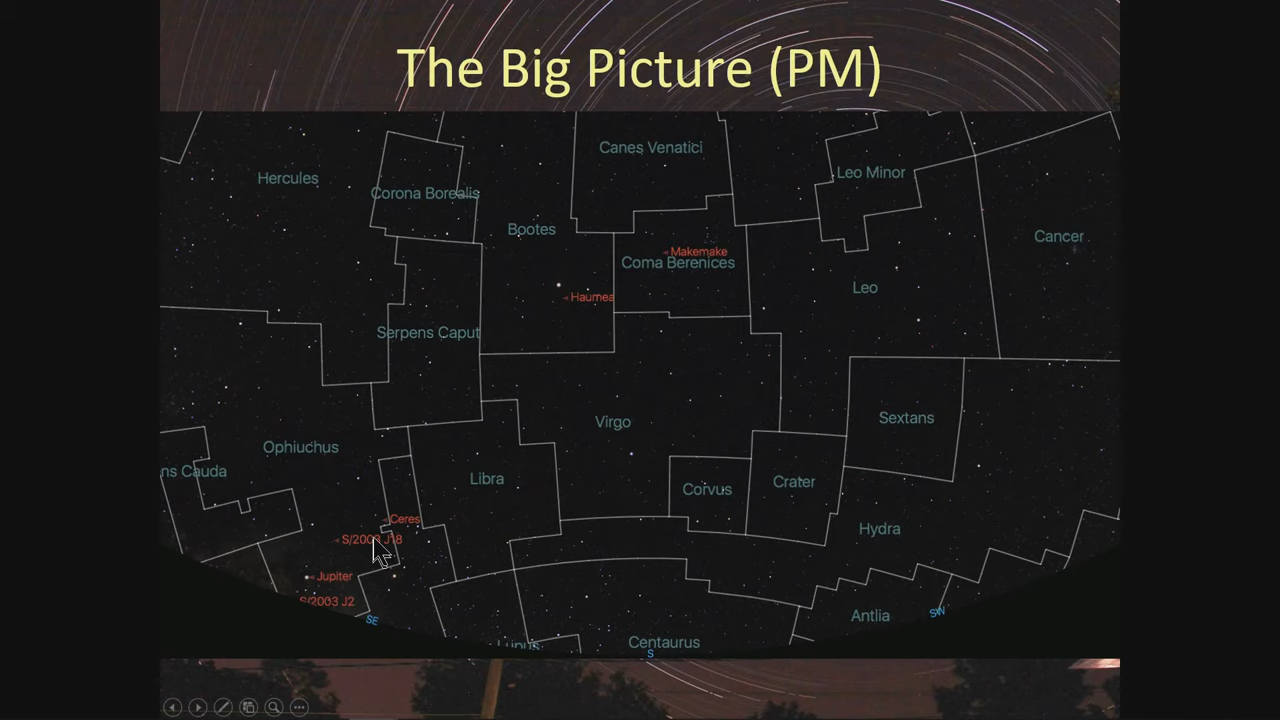 The Big Picture (PM)
Canes Venatici
Hercules
Leo Minor
Corona Borealis
Bootes
Cancer
Makemake
Coma Berenices
Leo
Haumea
Serpens Caput
Sextans
Virgo
Ophiuchus
ns Cauda
Libra
Crater
Corvus
Ceres
Hydra
S/2003 J18
Jupiter
S/2003 J2
SW
Antlia
SE
Centaurus
Lupus
S